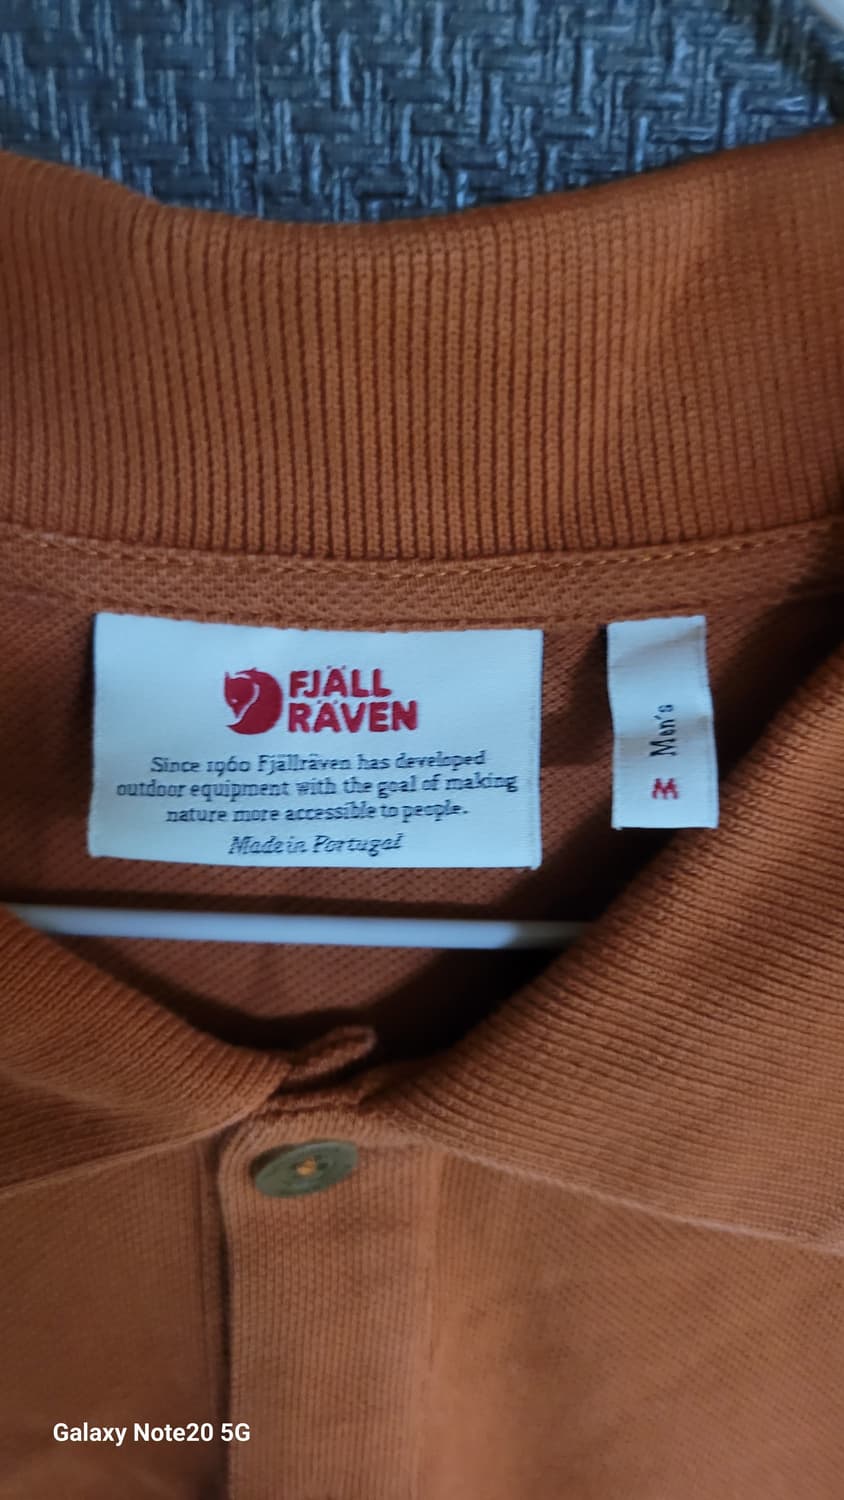 FJÄLL
RÄVEN
Since 1960 Fjällräven has developed
outdoor equipment with the goal of making
nature more accessible to people.
Made in Portugal
Men's
M
Galaxy Note20 5G